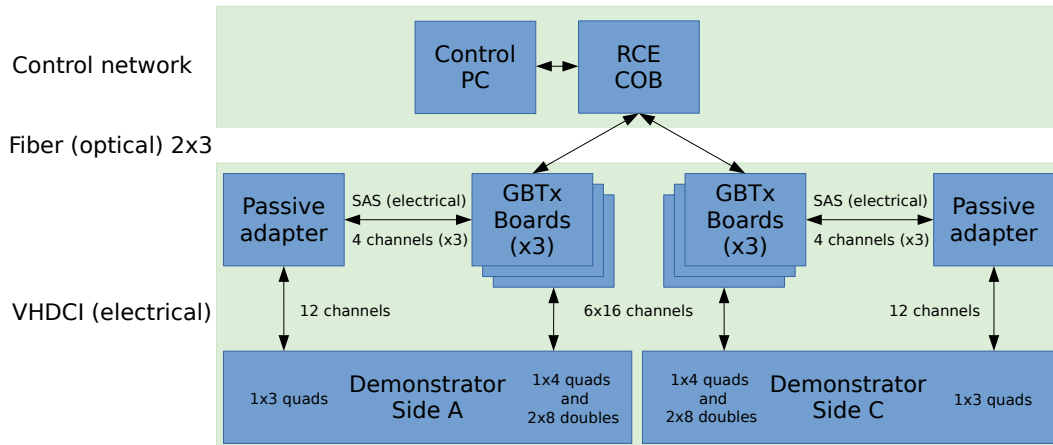 Control network
Control
PC
RCE
COB
Fiber (optical) 2x3
Passive
adapter
SAS (electrical)
4 channels (x3)
GBTx
Boards
(x3)
GBTx
Boards
(x3)
SAS (electrical)
4 channels (x3)
Passive
adapter
VHDCI (electrical)
12 channels
6x16 channels
12 channels
1x3 quads
Demonstrator
Side A
1x4 quads
and
2x8 doubles
1x4 quads
and
2x8 doubles
Demonstrator
Side C
1x3 quads